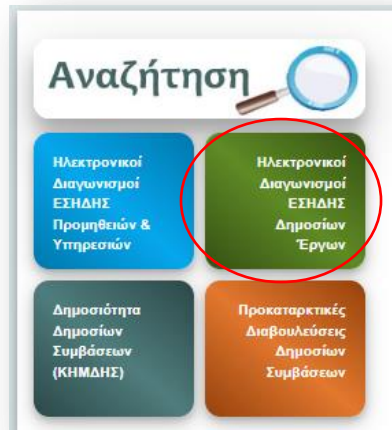 Αναζήτηση
Ηλεκτρονικοί
Διαγωνισμοί
ΕΣΗΔΗΣ
Προμηθειών &
Υπηρεσιών
Ηλεκτρονικοί
Διαγωνισμοί
ΕΣΗΔΗΣ
Δημοσίων
Έργων
Δημοσιότητα
Δημοσίων
Συμβάσεων
(ΚΗΜΔΗΣ)
Προκαταρκτικές
Διαβουλεύσεις
Δημοσίων
Συμβάσεων